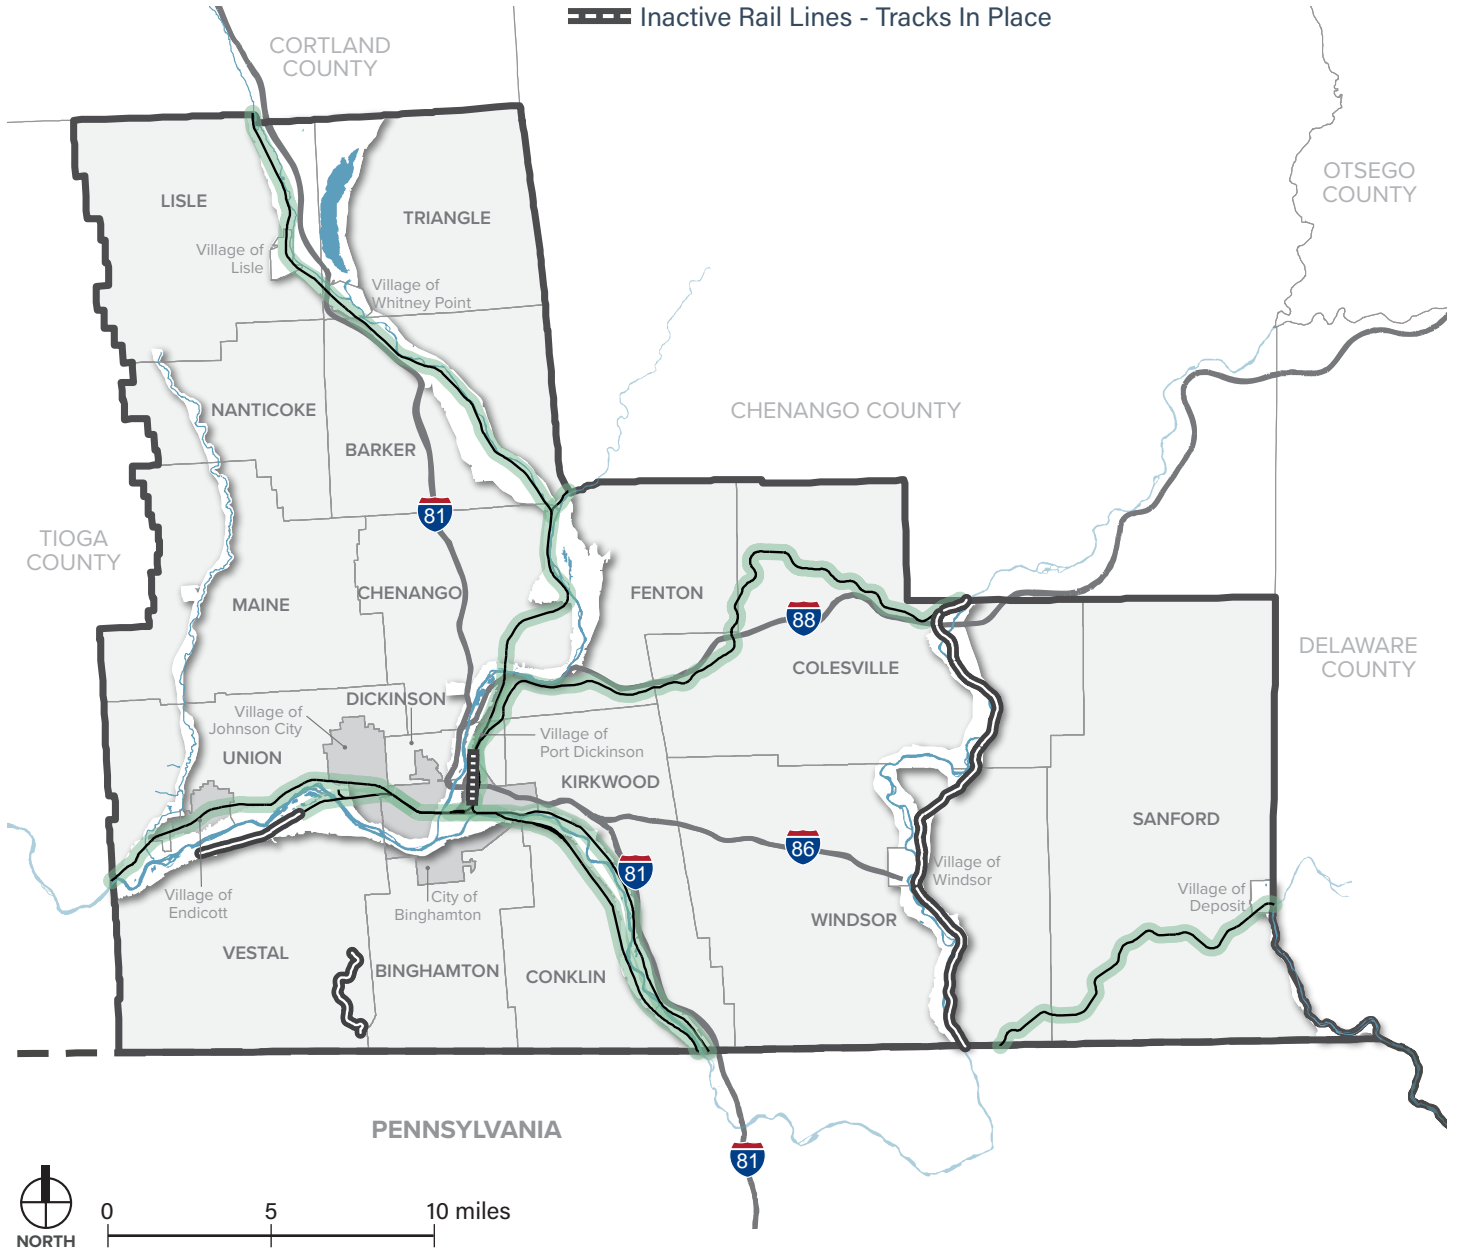 Inactive Rail Lines - Tracks In Place
CORTLAND
COUNTY
OTSEGO
COUNTY
LISLE
TRIANGLE
Village of
Lisle
Village of
Whitney Point
NANTICOKE
CHENANGO COUNTY
BARKER
81
TIOGA
COUNTY
MAINE
CHENANGO
FENTON
88
COLESVILLE
DELAWARE
COUNTY
DICKINSON
Village of
Johnson City
UNION
Village of
Port Dickinson
KIRKWOOD
SANFORD
86
81
Village of
Windsor
Village of
Endicott
City of
Binghamton
Village of
Deposit
WINDSOR
VESTAL
BINGHAMTON
CONKLIN
PENNSYLVANIA
81
NORTH
0 5 10 miles